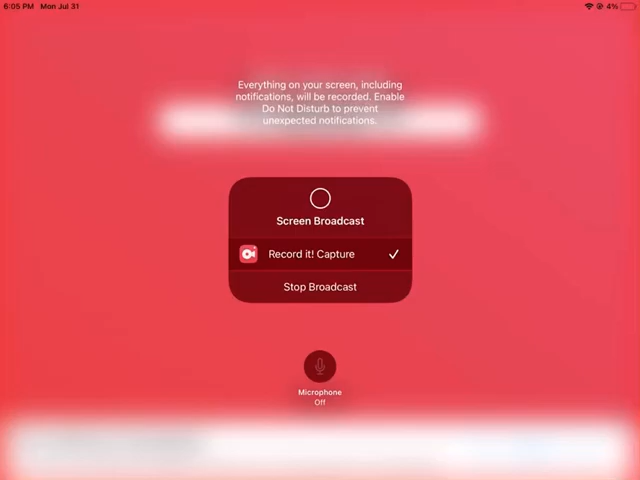 6:05 PM Mon Jul 31
4%
Everything on your screen, including
notifications, will be recorded. Enable
Do Not Disturb to prevent
unexpected notifications.
Screen Broadcast
Record it! Capture
Stop Broadcast
Microphone
Off